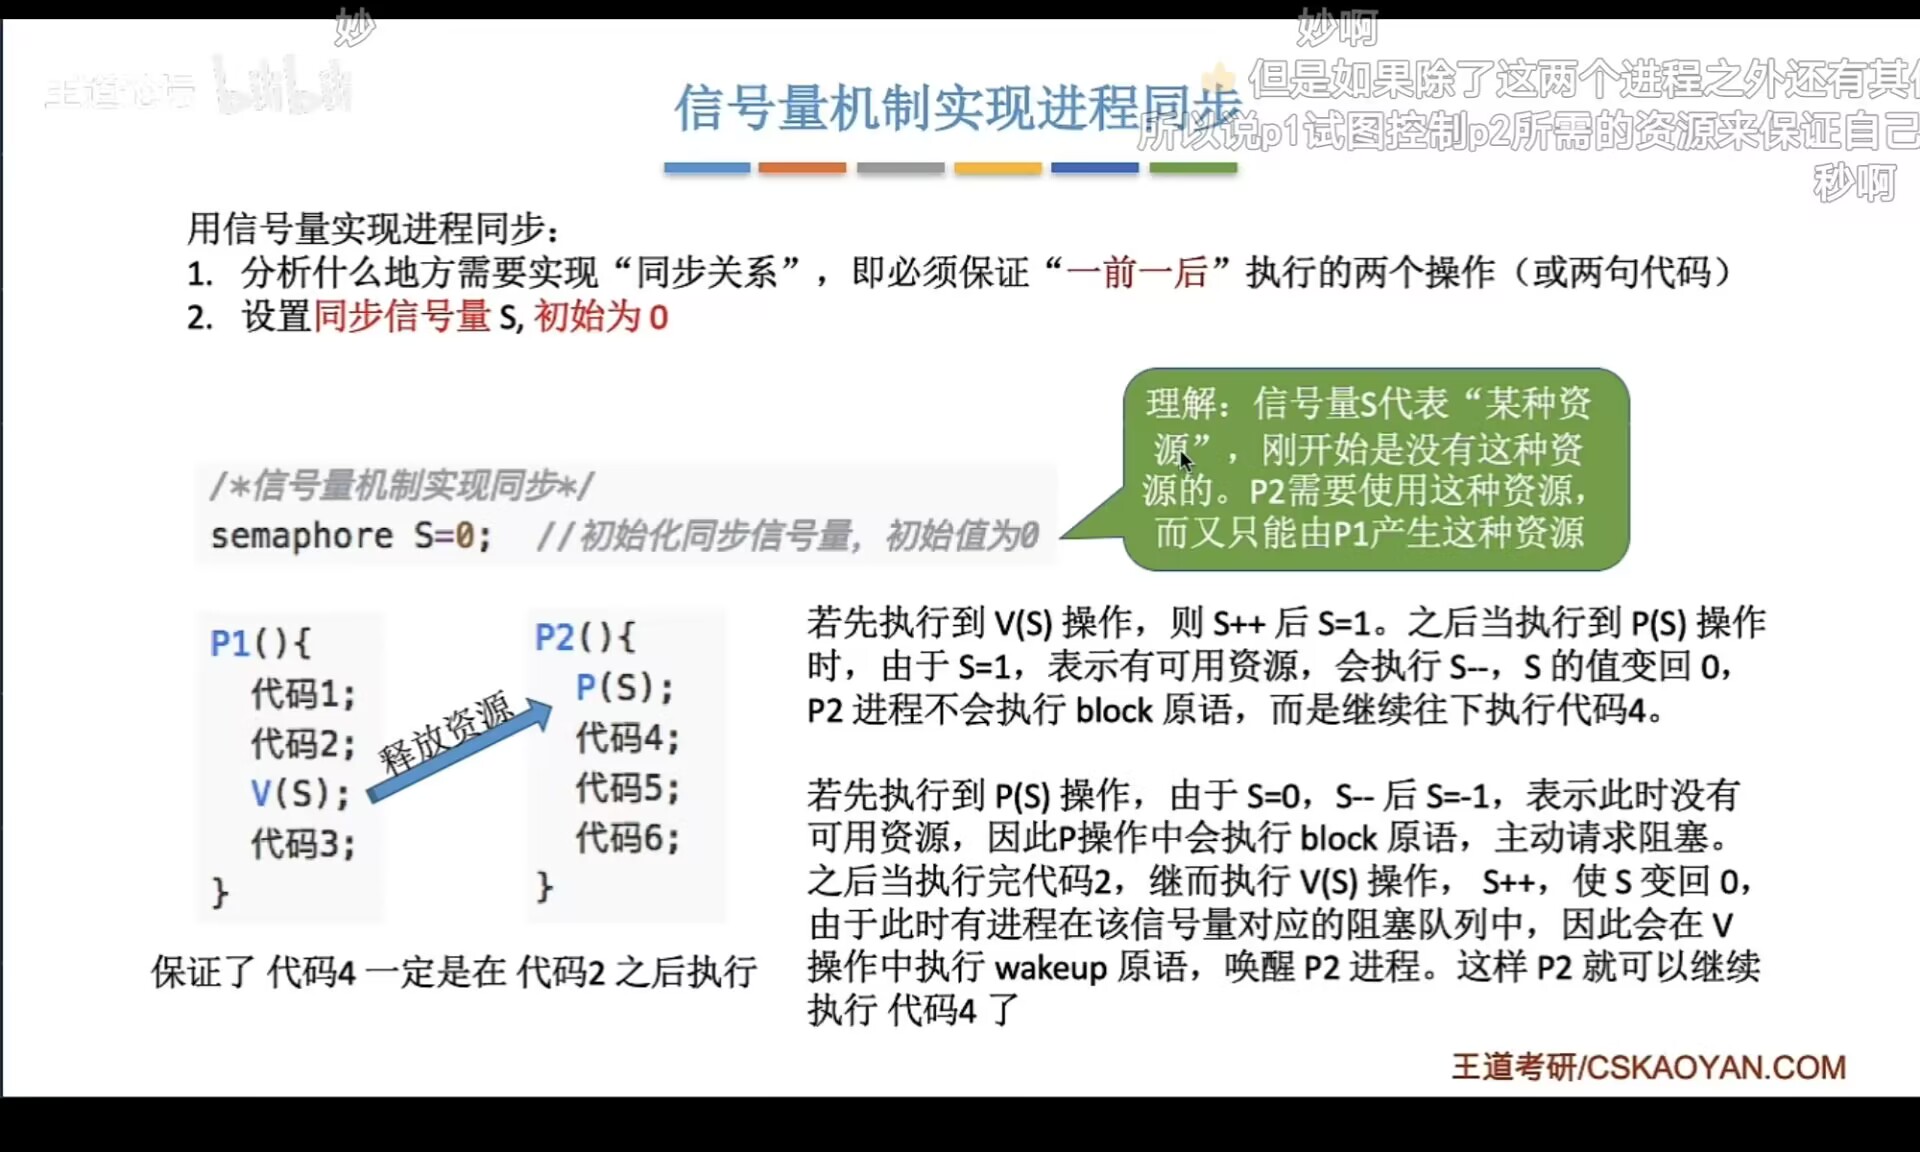 妙
妙啊
王道论坛 bilibili
但是如果除了这两个进程之外还有其
信号量机制实现进程同步
所以说p1试图控制p2所需的资源来保证自己
秒啊
用信号量实现进程同步：
1. 分析什么地方需要实现“同步关系”，即必须保证“一前一后”执行的两个操作（或两句代码）
2. 设置同步信号量 S, 初始为 0
理解：信号量S代表“某种资
源”，刚开始是没有这种资
源的。P2需要使用这种资源，
而又只能由P1产生这种资源
/*信号量机制实现同步*/
semaphore S=0; //初始化同步信号量，初始值为0
P1(){
代码1;
代码2;
V(S);
代码3;
}
释放资源
P2(){
P(S);
代码4;
代码5;
代码6;
}
保证了 代码4 一定是在 代码2 之后执行
若先执行到 V(S) 操作，则 S++ 后 S=1。之后当执行到 P(S) 操作
时，由于 S=1，表示有可用资源，会执行 S--，S 的值变回 0，
P2 进程不会执行 block 原语，而是继续往下执行代码4。
若先执行到 P(S) 操作，由于 S=0，S-- 后 S=-1，表示此时没有
可用资源，因此P操作中会执行 block 原语，主动请求阻塞。
之后当执行完代码2，继而执行 V(S) 操作， S++，使 S 变回 0，
由于此时有进程在该信号量对应的阻塞队列中，因此会在 V
操作中执行 wakeup 原语，唤醒 P2 进程。这样 P2 就可以继续
执行 代码4 了
王道考研/CSKAOYAN.COM